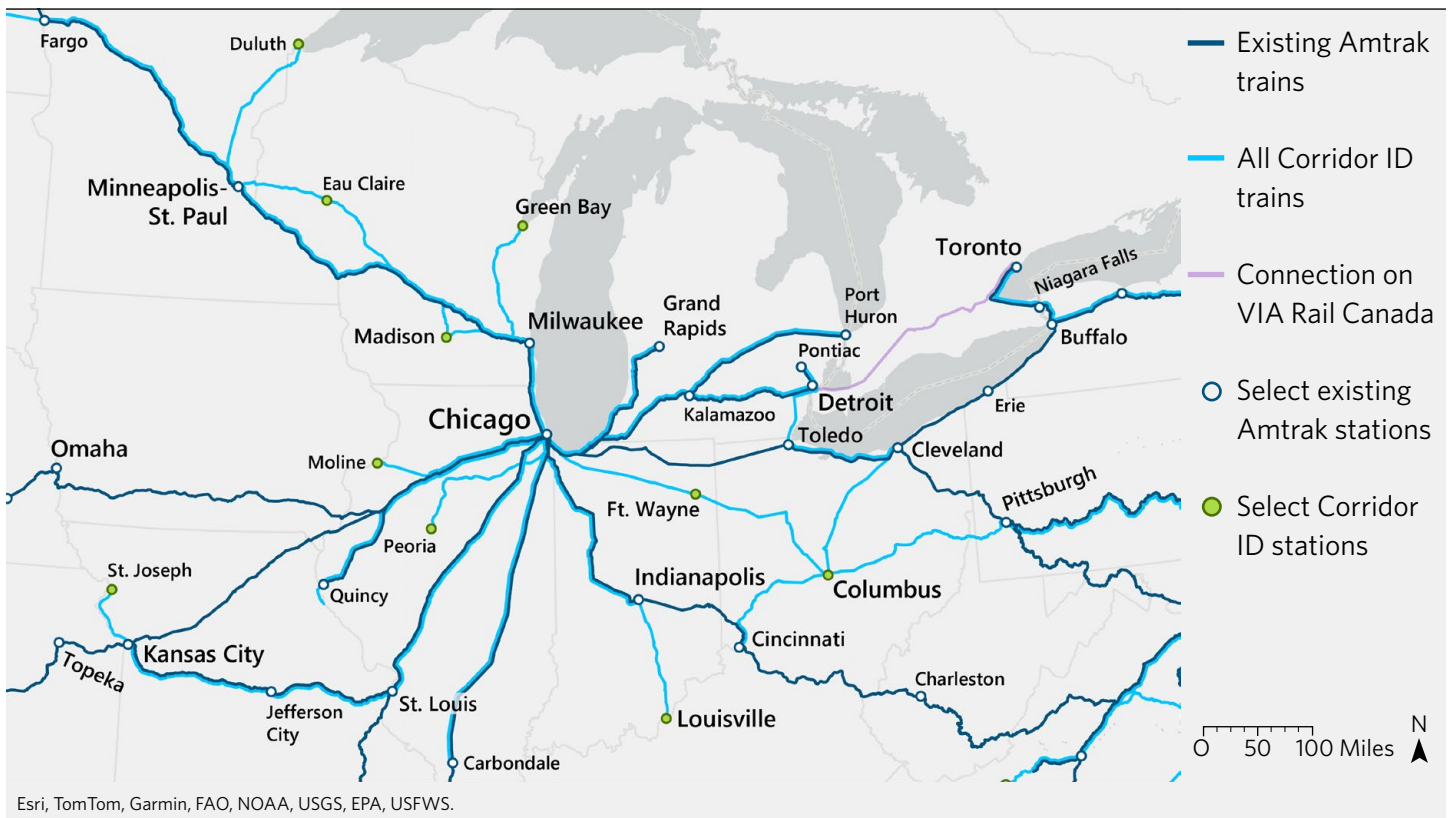 Fargo
Duluth
Minneapolis-
St. Paul
Eau Claire
Green Bay
Madison
Milwaukee
Grand
Rapids
Port
Huron
Pontiac
Toronto
Niagara Falls
Buffalo
Kalamazoo
Detroit
Erie
Chicago
Toledo
Cleveland
Omaha
Moline
Ft. Wayne
Pittsburgh
Peoria
St. Joseph
Quincy
Indianapolis
Columbus
Kansas City
Topeka
Cincinnati
Jefferson
City
St. Louis
Louisville
Charleston
Carbondale
Existing Amtrak
trains
All Corridor ID
trains
Connection on
VIA Rail Canada
Select existing
Amtrak stations
Select Corridor
ID stations
N
0 50 100 Miles
Esri, TomTom, Garmin, FAO, NOAA, USGS, EPA, USFWS.